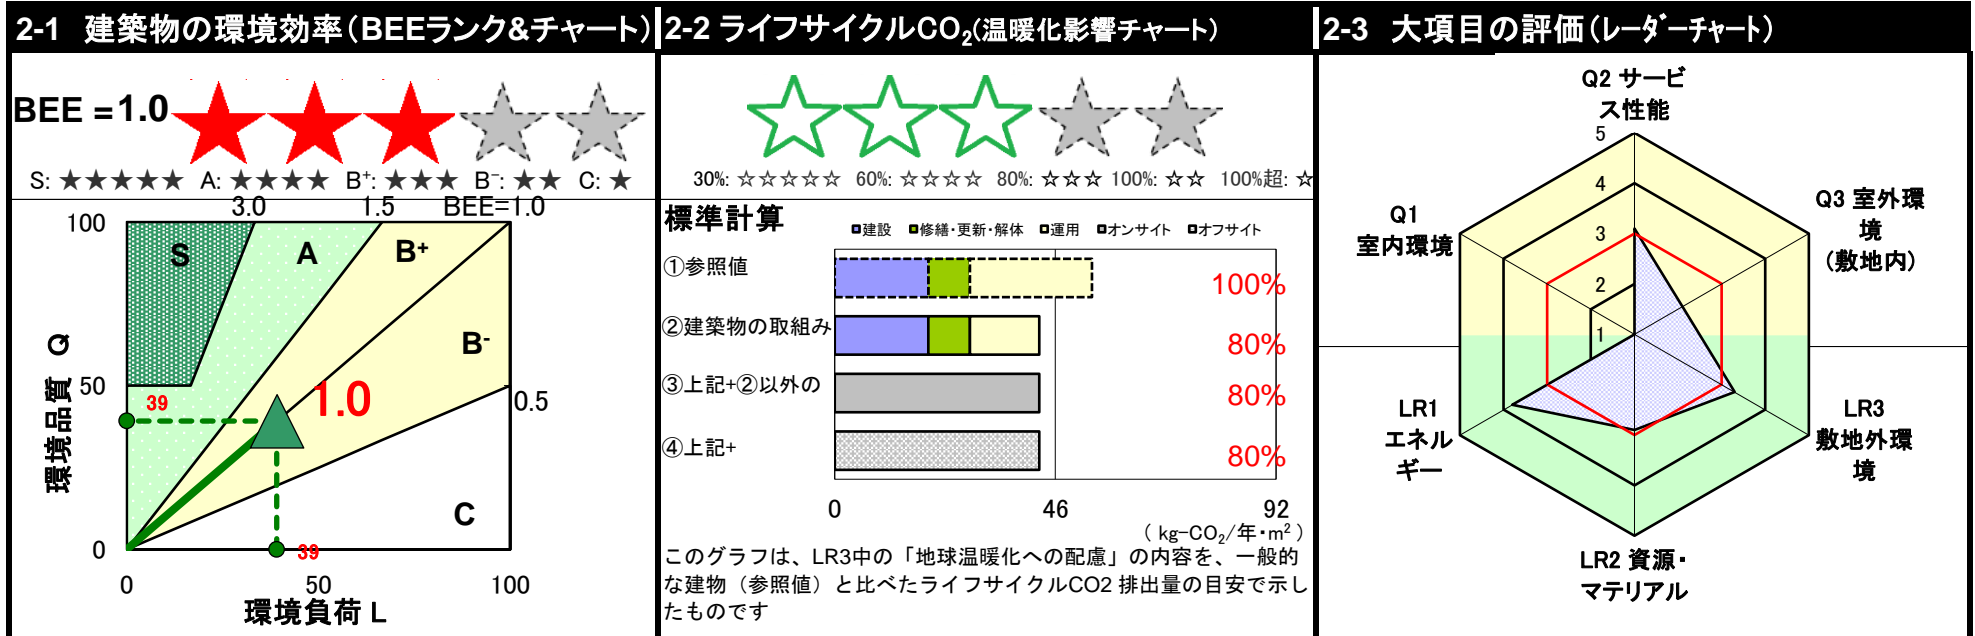 2-1 建築物の環境効率(BEEランク&チャート)
BEE = 1.0
S: ★★★★★ A: ★★★★ B+: ★★★ B-: ★★ C: ★
3.0 1.5 BEE=1.0
100
S A B+
B-
環境品質 Q
50
39
1.0
0.5
C
0
39
0 50 100
環境負荷 L
2-2 ライフサイクルCO2(温暖化影響チャート)
30%: ☆☆☆☆☆ 60%: ☆☆☆☆ 80%: ☆☆☆ 100%: ☆☆ 100%超: ☆
標準計算
建設 修繕・更新・解体 運用 オンサイト オフサイト
①参照値
100%
②建築物の取組み
80%
③上記+②以外の
80%
④上記+
80%
0 46 92
( kg-CO2/年・m2 )
このグラフは、LR3中の「地球温暖化への配慮」の内容を、一般的
な建物(参照値)と比べたライフサイクルCO2 排出量の目安で示し
たものです
2-3 大項目の評価(レーダーチャート)
Q2 サービ
ス性能
5
4
3
2
1
Q1
室内環境
Q3 室外環
境
(敷地内)
LR1
エネル
ギー
LR3
敷地外環
境
LR2 資源・
マテリアル